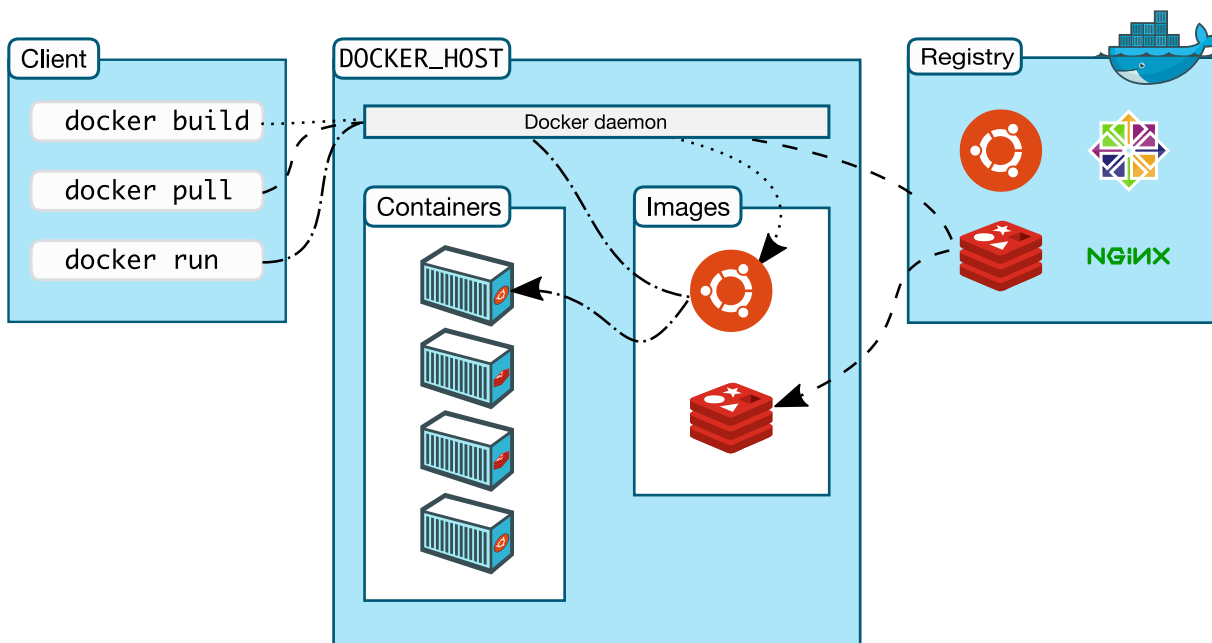 Client
docker build
docker pull
docker run
DOCKER_HOST
Docker daemon
Containers
Images
Registry
NGINX